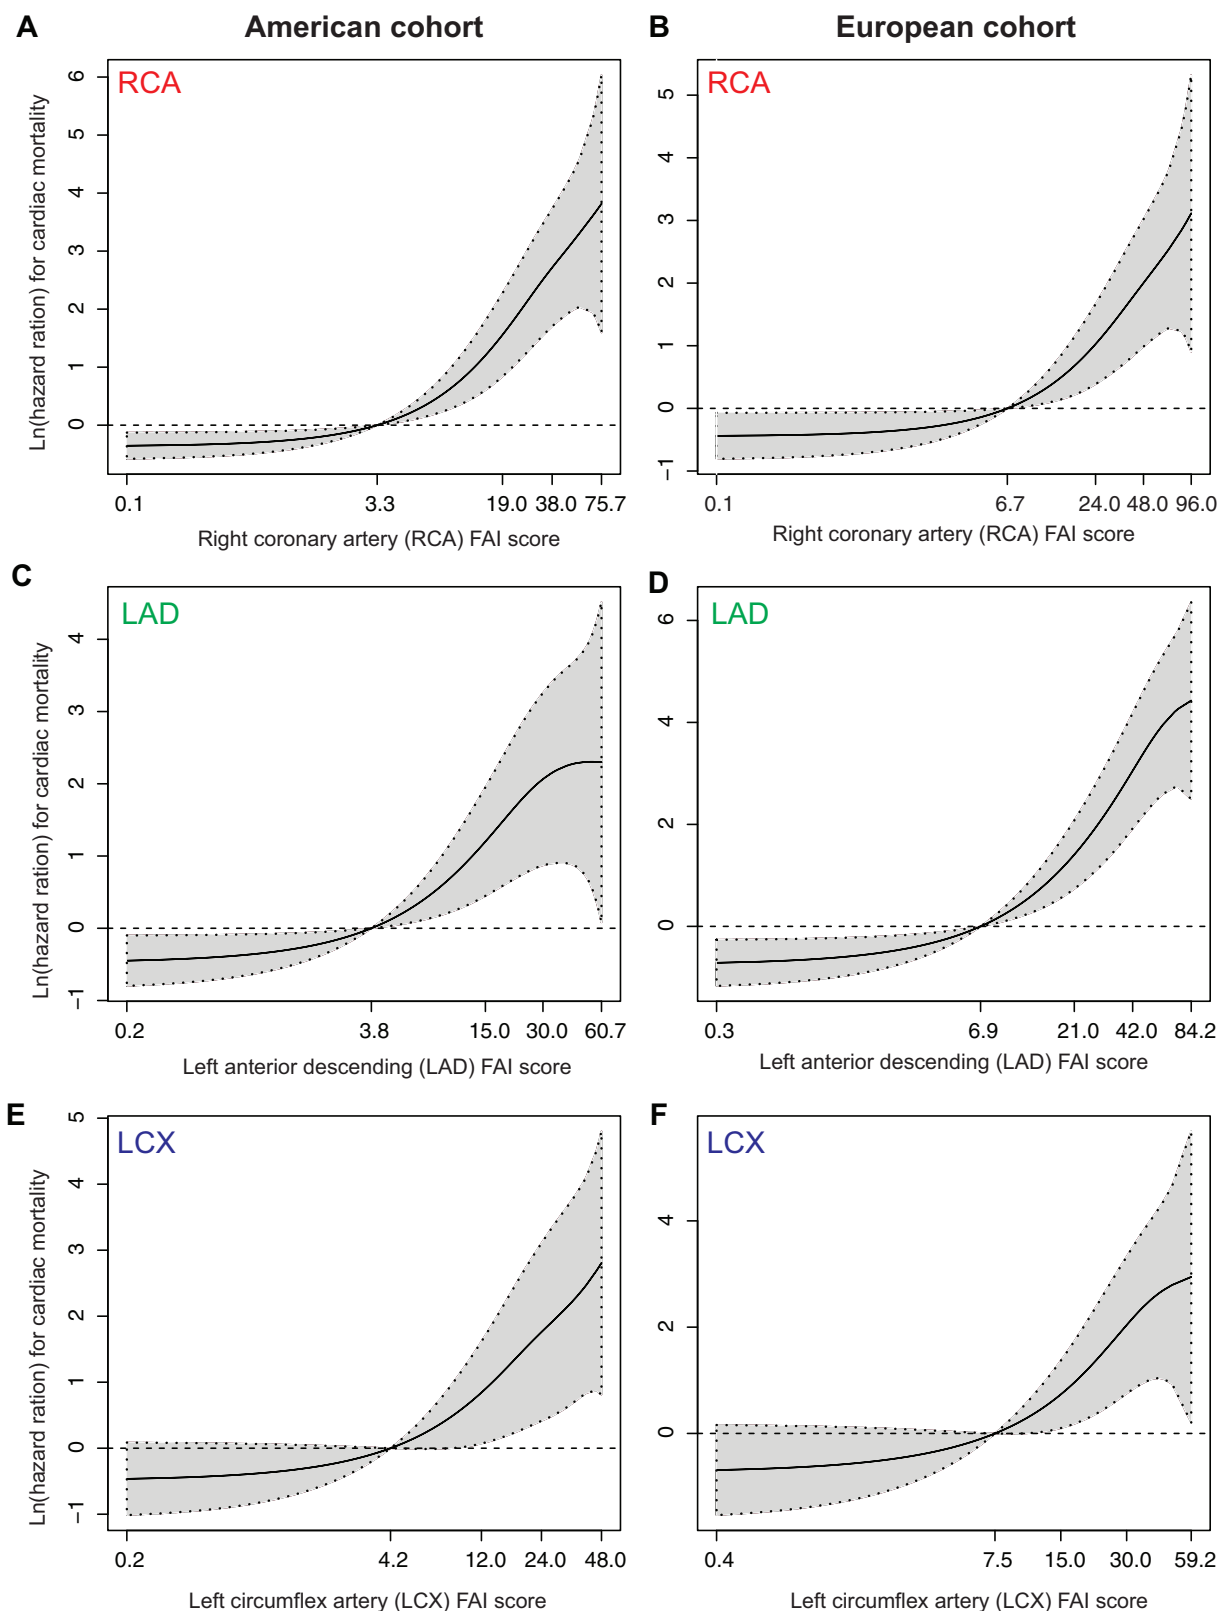 A American cohort B European cohort
RCA
Ln(hazard ration) for cardiac mortality
6
5
4
3
2
1
0
0.1 3.3 19.0 38.0 75.7
Right coronary artery (RCA) FAI score
RCA
5
4
3
2
1
0
−1
0.1 6.7 24.0 48.0 96.0
Right coronary artery (RCA) FAI score
C
LAD
Ln(hazard ration) for cardiac mortality
4
3
2
1
0
−1
0.2 3.8 15.0 30.0 60.7
Left anterior descending (LAD) FAI score
D
LAD
6
4
2
0
0.3 6.9 21.0 42.0 84.2
Left anterior descending (LAD) FAI score
E
LCX
Ln(hazard ration) for cardiac mortality
5
4
3
2
1
0
−1
0.2 4.2 12.0 24.0 48.0
Left circumflex artery (LCX) FAI score
F
LCX
4
2
0
0.4 7.5 15.0 30.0 59.2
Left circumflex artery (LCX) FAI score